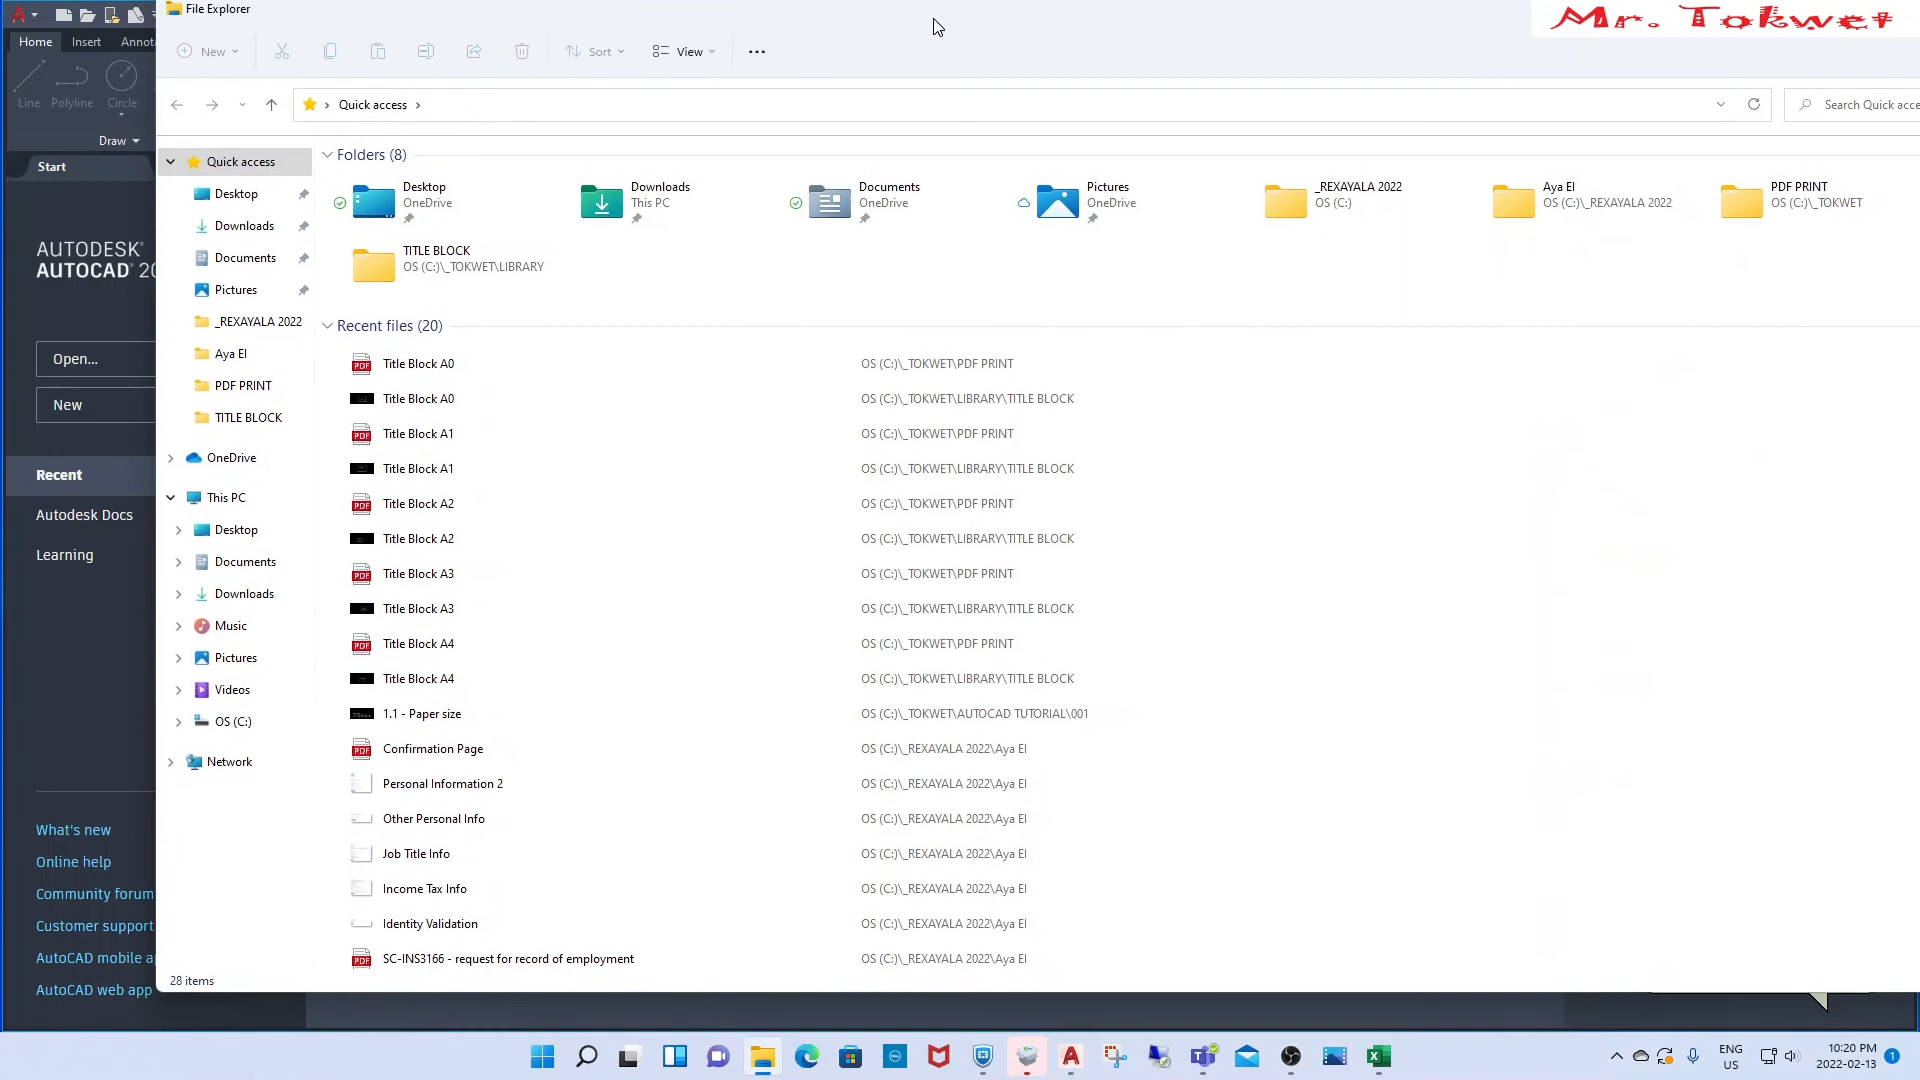 File Explorer
Mr. Tokwet
Home Insert Annota
New Sort View
Line Polyline Circle
Quick access
Search Quick acce
Draw
Start
AUTODESK®
AUTOCAD® 20
Open...
New
Recent
Autodesk Docs
Learning
What's new
Online help
Community forum
Customer support
AutoCAD mobile a
AutoCAD web app
Quick access
Desktop
Downloads
Documents
Pictures
_REXAYALA 2022
Aya EI
PDF PRINT
TITLE BLOCK
OneDrive
This PC
Desktop
Documents
Downloads
Music
Pictures
Videos
OS (C:)
Network
28 items
Folders (8)
Desktop
OneDrive
Downloads
This PC
Documents
OneDrive
Pictures
OneDrive
_REXAYALA 2022
OS (C:)
Aya EI
OS (C:)\_REXAYALA 2022
PDF PRINT
OS (C:)\_TOKWET
TITLE BLOCK
OS (C:)\_TOKWET\LIBRARY
Recent files (20)
Title Block A0 OS (C:)\_TOKWET\PDF PRINT
Title Block A0 OS (C:)\_TOKWET\LIBRARY\TITLE BLOCK
Title Block A1 OS (C:)\_TOKWET\PDF PRINT
Title Block A1 OS (C:)\_TOKWET\LIBRARY\TITLE BLOCK
Title Block A2 OS (C:)\_TOKWET\PDF PRINT
Title Block A2 OS (C:)\_TOKWET\LIBRARY\TITLE BLOCK
Title Block A3 OS (C:)\_TOKWET\PDF PRINT
Title Block A3 OS (C:)\_TOKWET\LIBRARY\TITLE BLOCK
Title Block A4 OS (C:)\_TOKWET\PDF PRINT
Title Block A4 OS (C:)\_TOKWET\LIBRARY\TITLE BLOCK
1.1 - Paper size OS (C:)\_TOKWET\AUTOCAD TUTORIAL\001
Confirmation Page OS (C:)\_REXAYALA 2022\Aya EI
Personal Information 2 OS (C:)\_REXAYALA 2022\Aya EI
Other Personal Info OS (C:)\_REXAYALA 2022\Aya EI
Job Title Info OS (C:)\_REXAYALA 2022\Aya EI
Income Tax Info OS (C:)\_REXAYALA 2022\Aya EI
Identity Validation OS (C:)\_REXAYALA 2022\Aya EI
SC-INS3166 - request for record of employment OS (C:)\_REXAYALA 2022\Aya EI
ENG
US
10:20 PM
2022-02-13
1